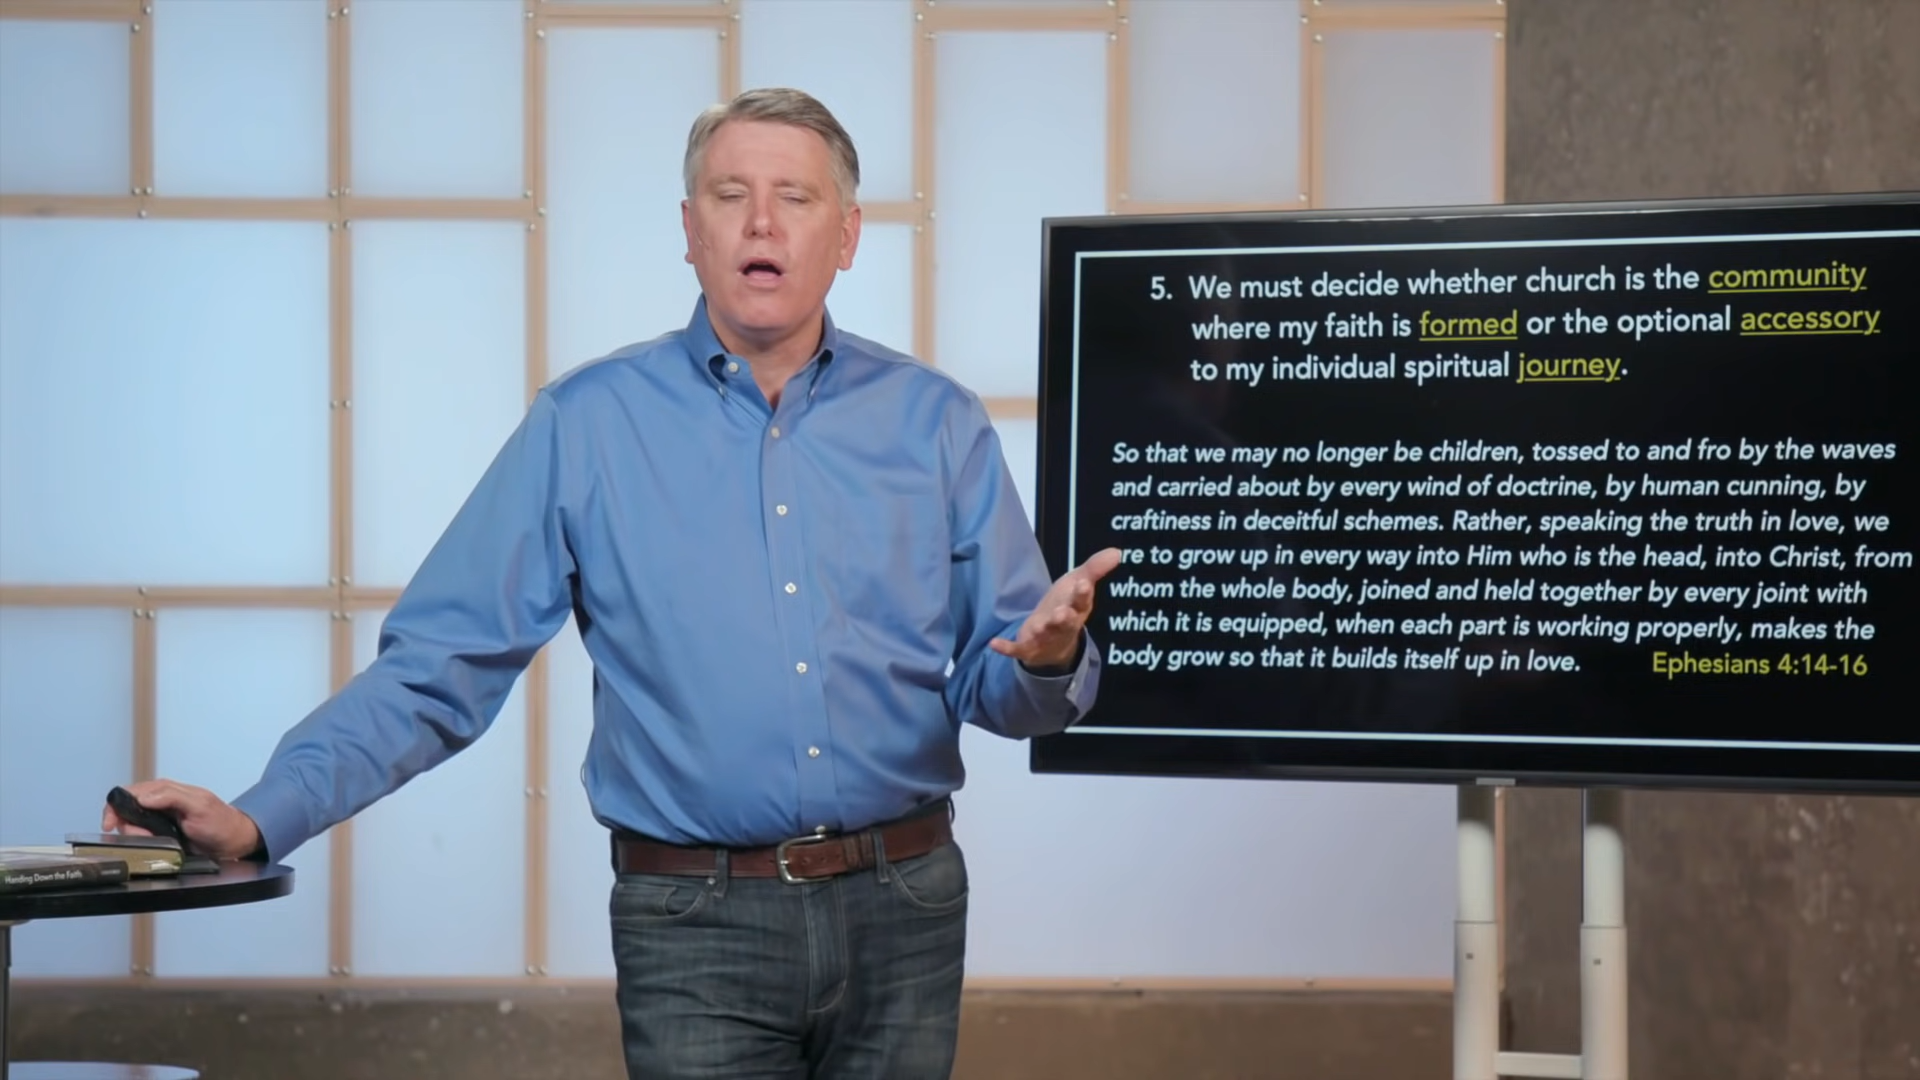 5. We must decide whether church is the community
where my faith is formed or the optional accessory
to my individual spiritual journey.
So that we may no longer be children, tossed to and fro by the waves
and carried about by every wind of doctrine, by human cunning, by
craftiness in deceitful schemes. Rather, speaking the truth in love, we
are to grow up in every way into Him who is the head, into Christ, from
whom the whole body, joined and held together by every joint with
which it is equipped, when each part is working properly, makes the
body grow so that it builds itself up in love. Ephesians 4:14-16
Handing Down the Faith